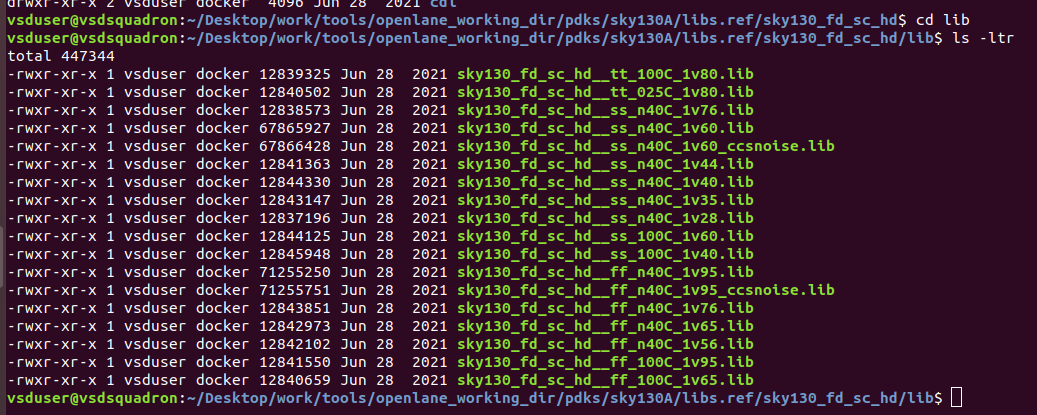 drwxr-xr-x 2 vsduser docker  4096 Jun 28  2021 cdl
vsduser@vsdsquadron:~/Desktop/work/tools/openlane_working_dir/pdks/sky130A/libs.ref/sky130_fd_sc_hd$ cd lib
vsduser@vsdsquadron:~/Desktop/work/tools/openlane_working_dir/pdks/sky130A/libs.ref/sky130_fd_sc_hd/lib$ ls -ltr
total 447344
-rwxr-xr-x 1 vsduser docker 12839325 Jun 28  2021 sky130_fd_sc_hd__tt_100C_1v80.lib
-rwxr-xr-x 1 vsduser docker 12840502 Jun 28  2021 sky130_fd_sc_hd__tt_025C_1v80.lib
-rwxr-xr-x 1 vsduser docker 12838573 Jun 28  2021 sky130_fd_sc_hd__ss_n40C_1v76.lib
-rwxr-xr-x 1 vsduser docker 67865927 Jun 28  2021 sky130_fd_sc_hd__ss_n40C_1v60.lib
-rwxr-xr-x 1 vsduser docker 67866428 Jun 28  2021 sky130_fd_sc_hd__ss_n40C_1v60_ccsnoise.lib
-rwxr-xr-x 1 vsduser docker 12841363 Jun 28  2021 sky130_fd_sc_hd__ss_n40C_1v44.lib
-rwxr-xr-x 1 vsduser docker 12844330 Jun 28  2021 sky130_fd_sc_hd__ss_n40C_1v40.lib
-rwxr-xr-x 1 vsduser docker 12843147 Jun 28  2021 sky130_fd_sc_hd__ss_n40C_1v35.lib
-rwxr-xr-x 1 vsduser docker 12837196 Jun 28  2021 sky130_fd_sc_hd__ss_n40C_1v28.lib
-rwxr-xr-x 1 vsduser docker 12844125 Jun 28  2021 sky130_fd_sc_hd__ss_100C_1v60.lib
-rwxr-xr-x 1 vsduser docker 12845948 Jun 28  2021 sky130_fd_sc_hd__ss_100C_1v40.lib
-rwxr-xr-x 1 vsduser docker 71255250 Jun 28  2021 sky130_fd_sc_hd__ff_n40C_1v95.lib
-rwxr-xr-x 1 vsduser docker 71255751 Jun 28  2021 sky130_fd_sc_hd__ff_n40C_1v95_ccsnoise.lib
-rwxr-xr-x 1 vsduser docker 12843851 Jun 28  2021 sky130_fd_sc_hd__ff_n40C_1v76.lib
-rwxr-xr-x 1 vsduser docker 12842973 Jun 28  2021 sky130_fd_sc_hd__ff_n40C_1v65.lib
-rwxr-xr-x 1 vsduser docker 12842102 Jun 28  2021 sky130_fd_sc_hd__ff_n40C_1v56.lib
-rwxr-xr-x 1 vsduser docker 12841550 Jun 28  2021 sky130_fd_sc_hd__ff_100C_1v95.lib
-rwxr-xr-x 1 vsduser docker 12840659 Jun 28  2021 sky130_fd_sc_hd__ff_100C_1v65.lib
vsduser@vsdsquadron:~/Desktop/work/tools/openlane_working_dir/pdks/sky130A/libs.ref/sky130_fd_sc_hd/lib$